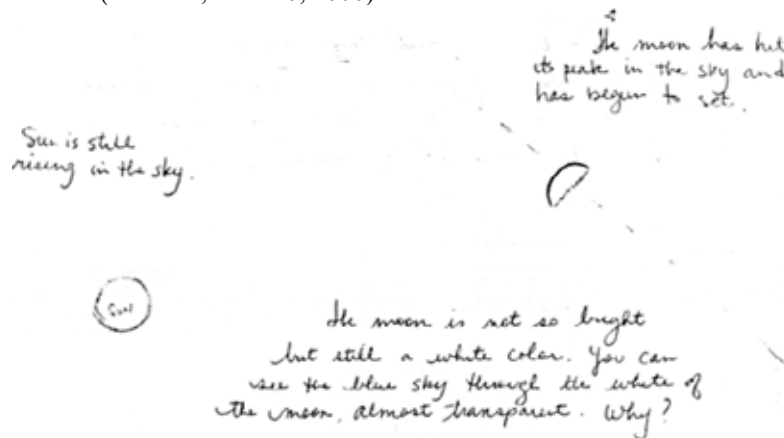 The moon has hit
its peak in the sky and
has begun to set.
Sun is still
rising in the sky.
Sun
The moon is not so bright
but still a white color. You can
see the blue sky through the white of
the moon, almost transparent. Why?